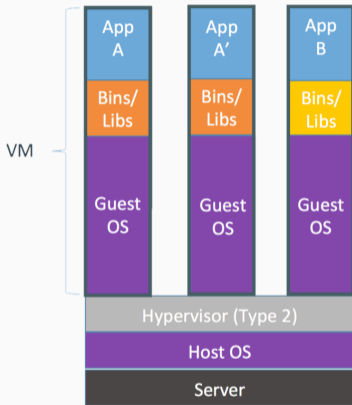 App
A
App
A’
App
B
Bins/
Libs
Bins/
Libs
Bins/
Libs
VM
Guest
OS
Guest
OS
Guest
OS
Hypervisor (Type 2)
Host OS
Server